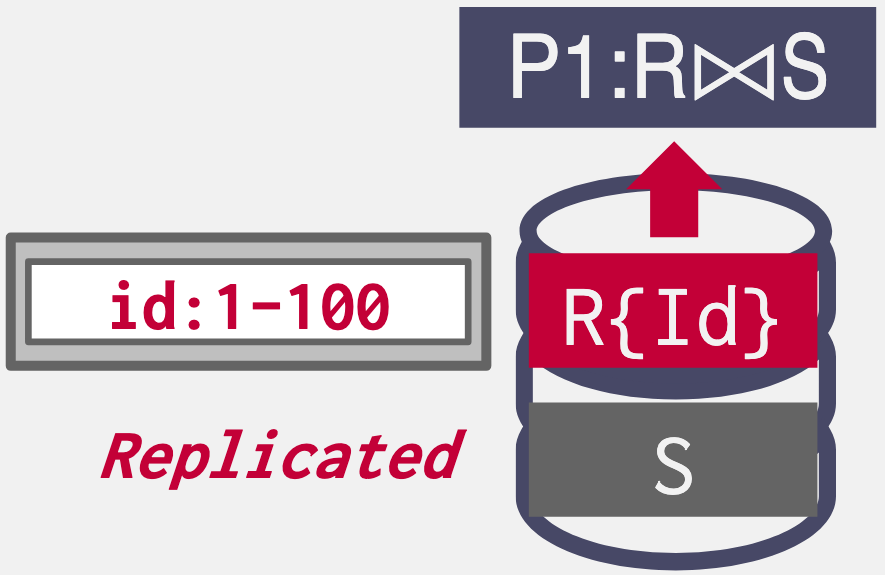 P1:R⋈S
id:1-100
R{Id}
Replicated
S